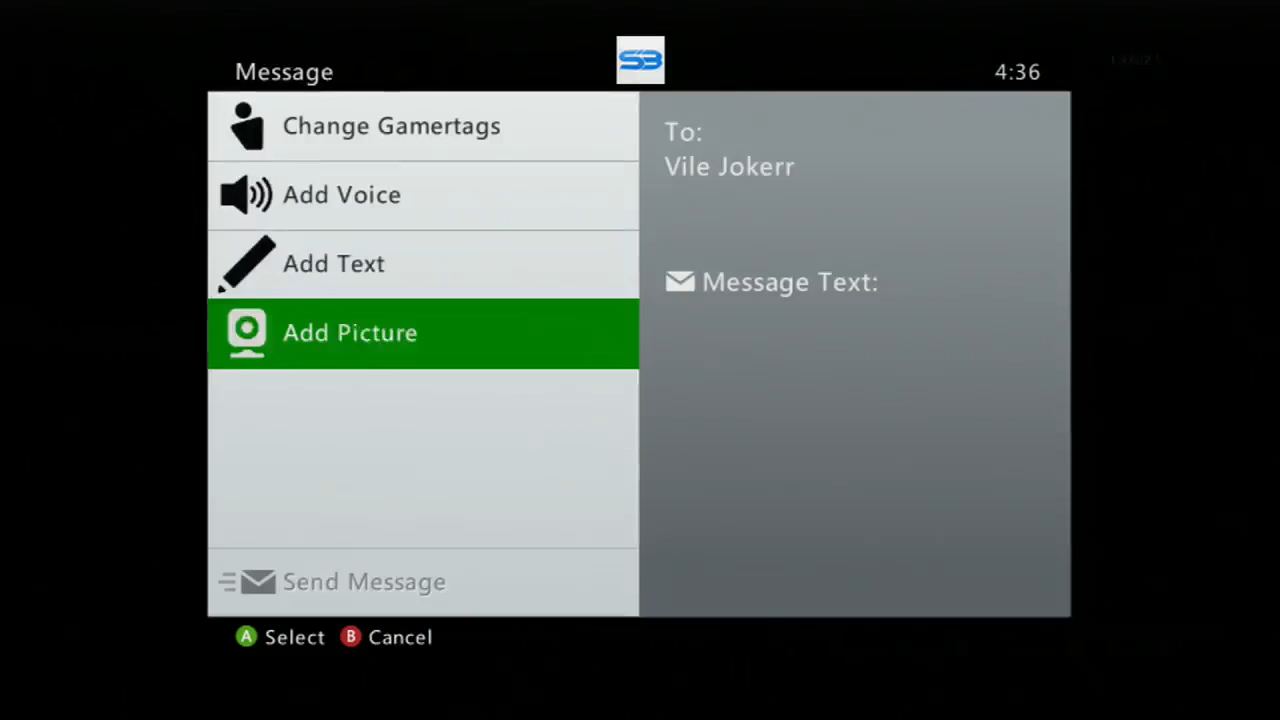 Message
SB
4:36
Change Gamertags
Add Voice
Add Text
Add Picture
Send Message
To:
Vile Jokerr
Message Text:
A Select B Cancel